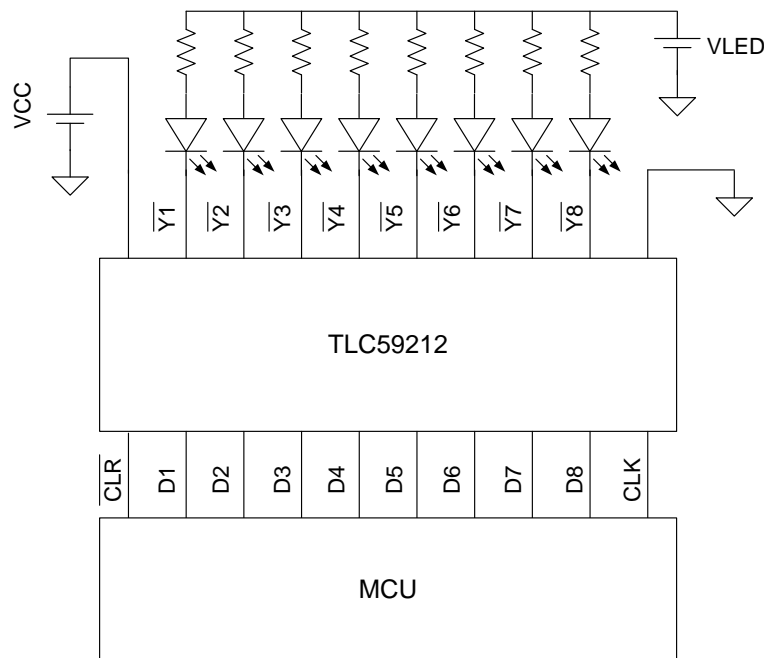 VLED
VCC
Y1
Y2
Y3
Y4
Y5
Y6
Y7
Y8
TLC59212
CLR
D1
D2
D3
D4
D5
D6
D7
D8
CLK
MCU